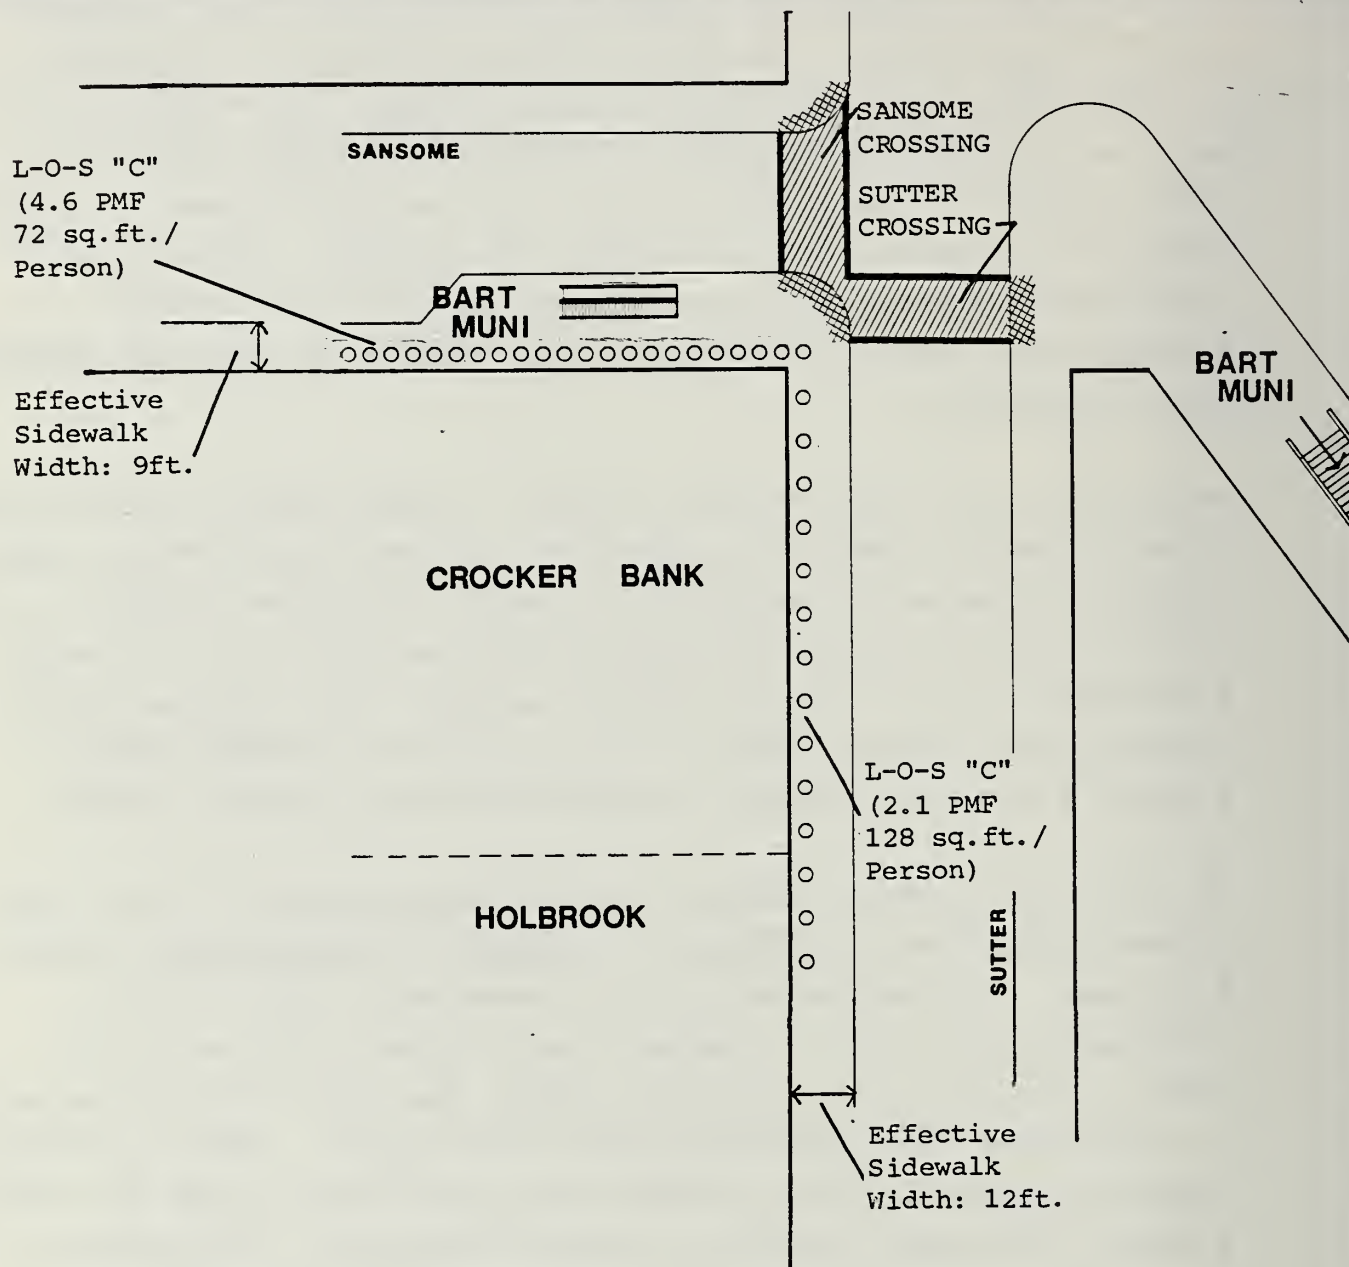 SANSOME
CROSSING
SANSOME
L-O-S "C"
(4.6 PMF
72 sq.ft./
Person)
SUTTER
CROSSING
BART
MUNI
BART
MUNI
Effective
Sidewalk
Width: 9ft.
CROCKER BANK
L-O-S "C"
(2.1 PMF
128 sq.ft./
Person)
HOLBROOK
SUTTER
Effective
Sidewalk
Width: 12ft.